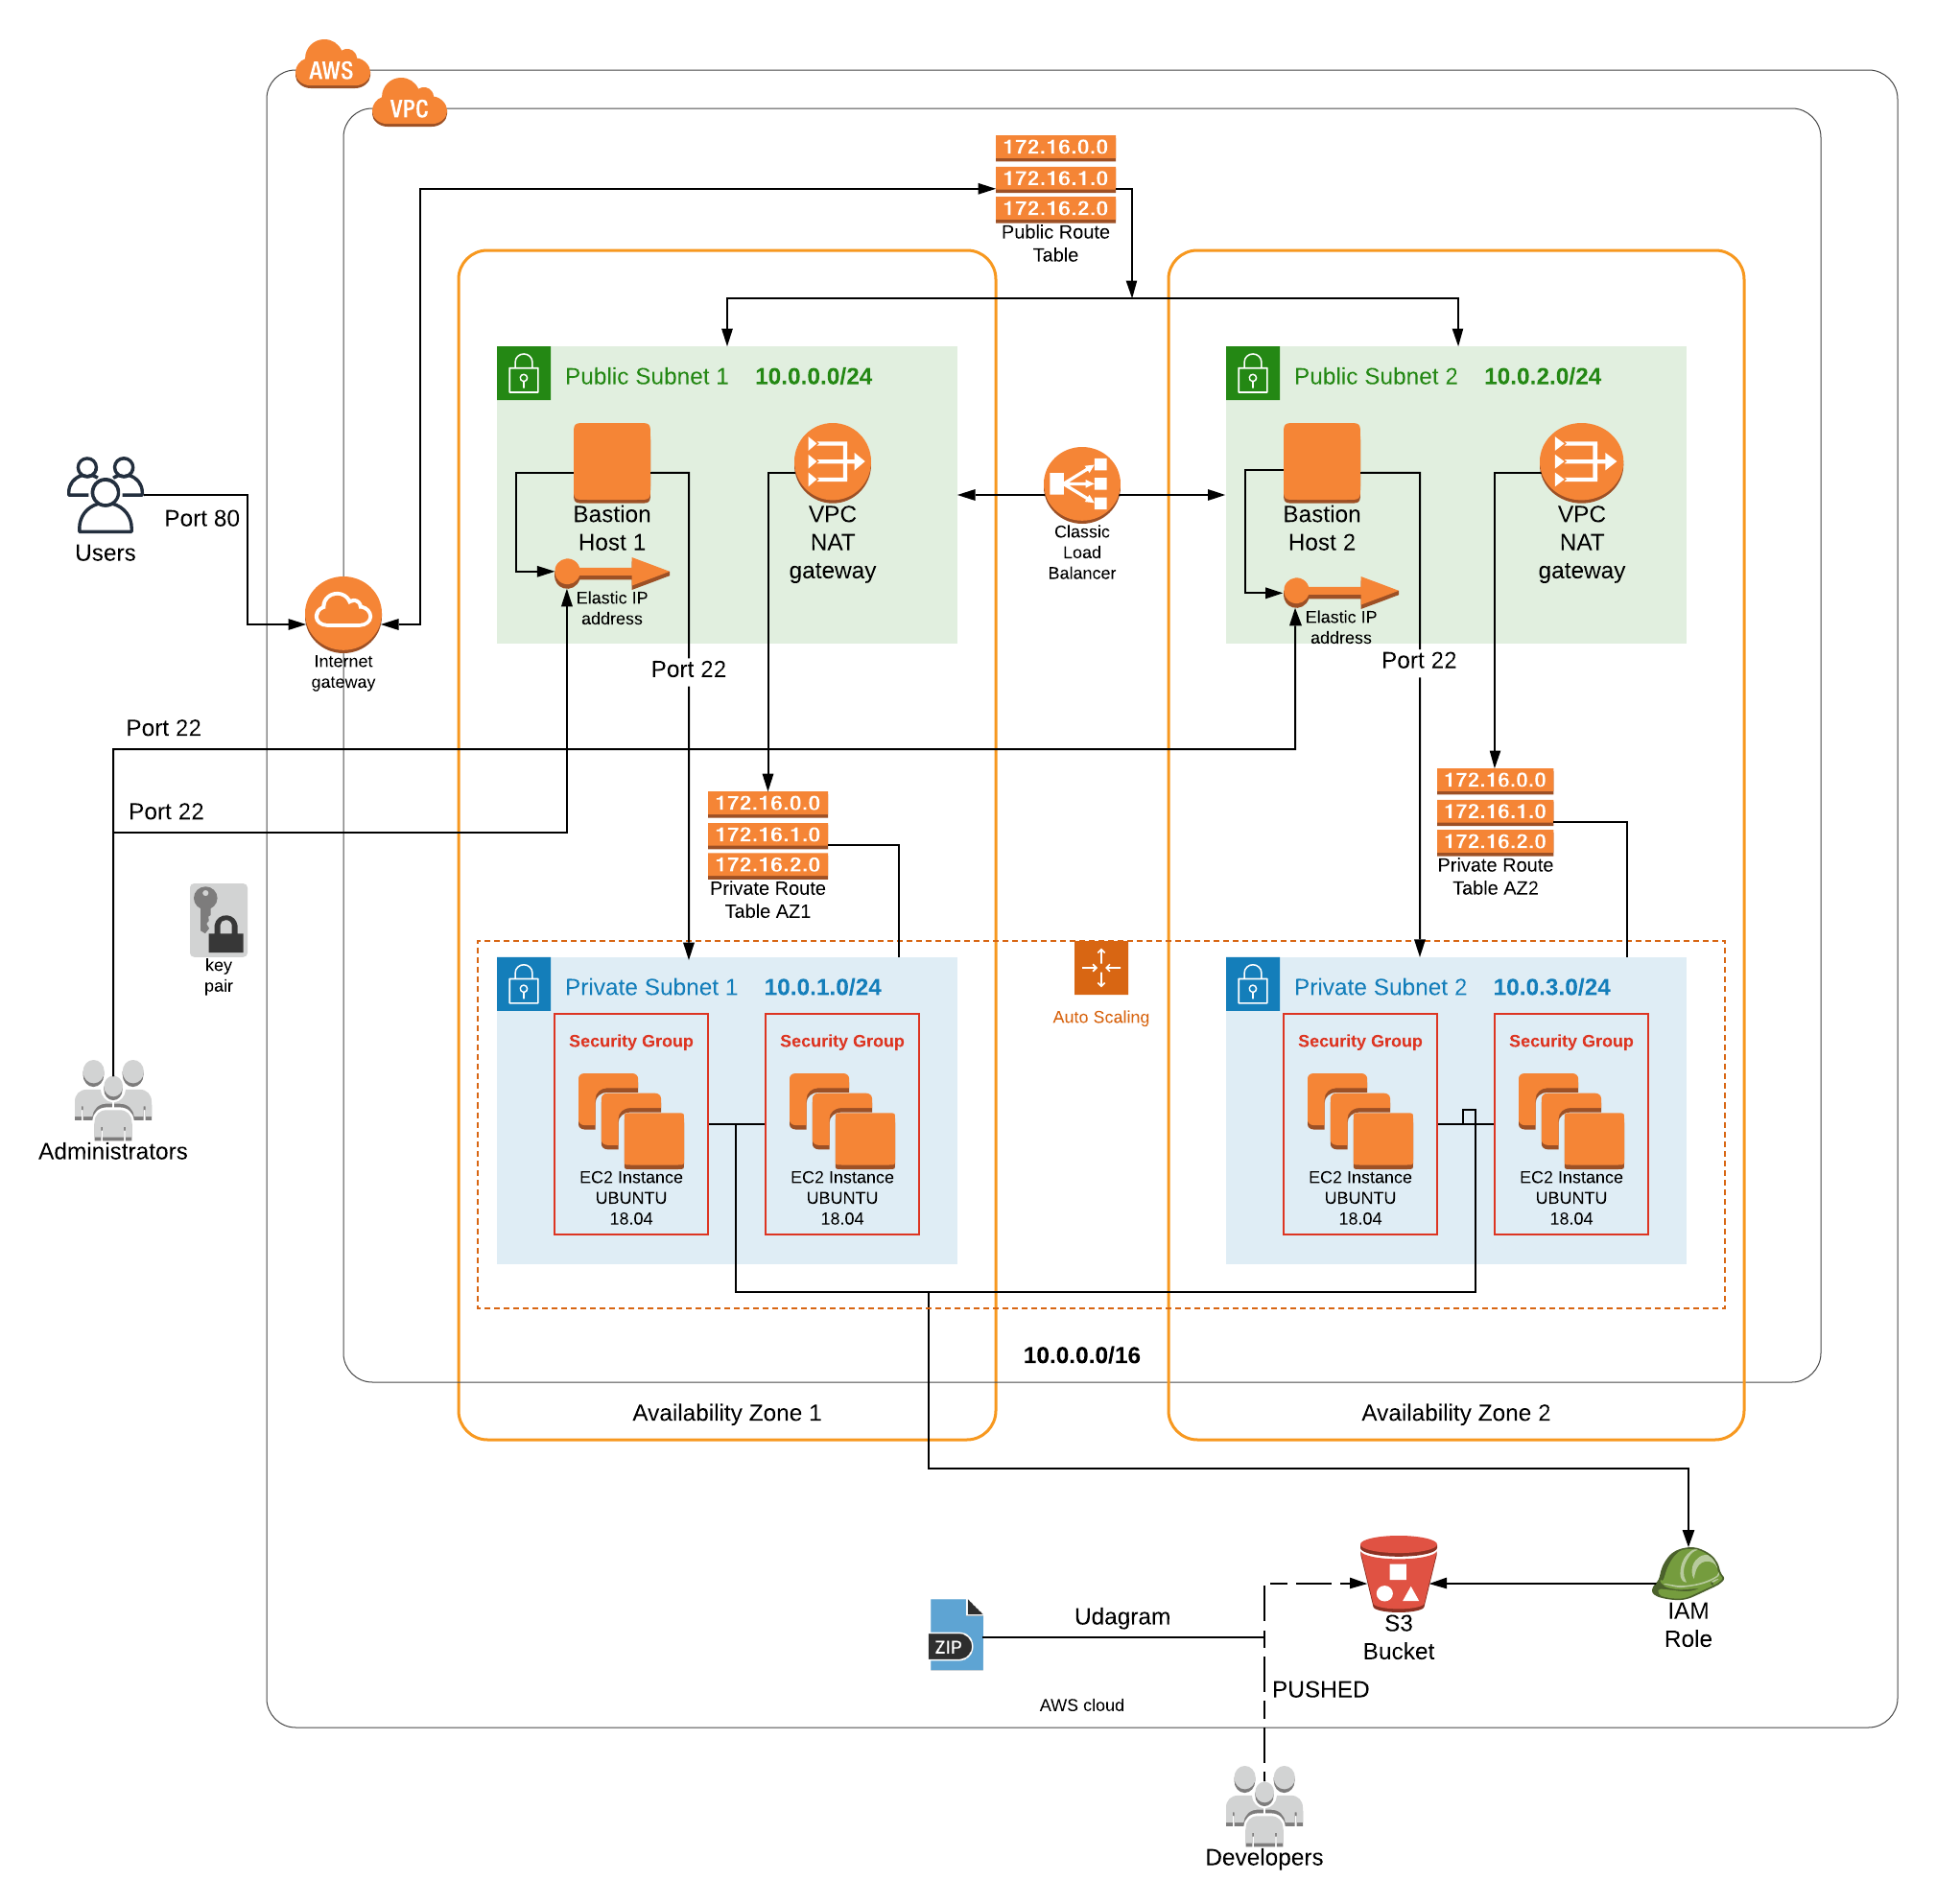 AWS
VPC
172.16.0.0
172.16.1.0
172.16.2.0
Public Route
Table
Public Subnet 1 10.0.0.0/24
Public Subnet 2 10.0.2.0/24
Users
Port 80
Internet
gateway
Bastion
Host 1
Elastic IP
address
VPC
NAT
gateway
Classic
Load
Balancer
Bastion
Host 2
Elastic IP
address
VPC
NAT
gateway
Port 22
Port 22
Port 22
Port 22
172.16.0.0
172.16.1.0
172.16.2.0
Private Route
Table AZ1
172.16.0.0
172.16.1.0
172.16.2.0
Private Route
Table AZ2
key
pair
Administrators
Private Subnet 1 10.0.1.0/24
Auto Scaling
Private Subnet 2 10.0.3.0/24
Security Group
EC2 Instance
UBUNTU
18.04
Security Group
EC2 Instance
UBUNTU
18.04
Security Group
EC2 Instance
UBUNTU
18.04
Security Group
EC2 Instance
UBUNTU
18.04
10.0.0.0/16
Availability Zone 1
Availability Zone 2
ZIP
Udagram
S3
Bucket
IAM
Role
PUSHED
AWS cloud
Developers